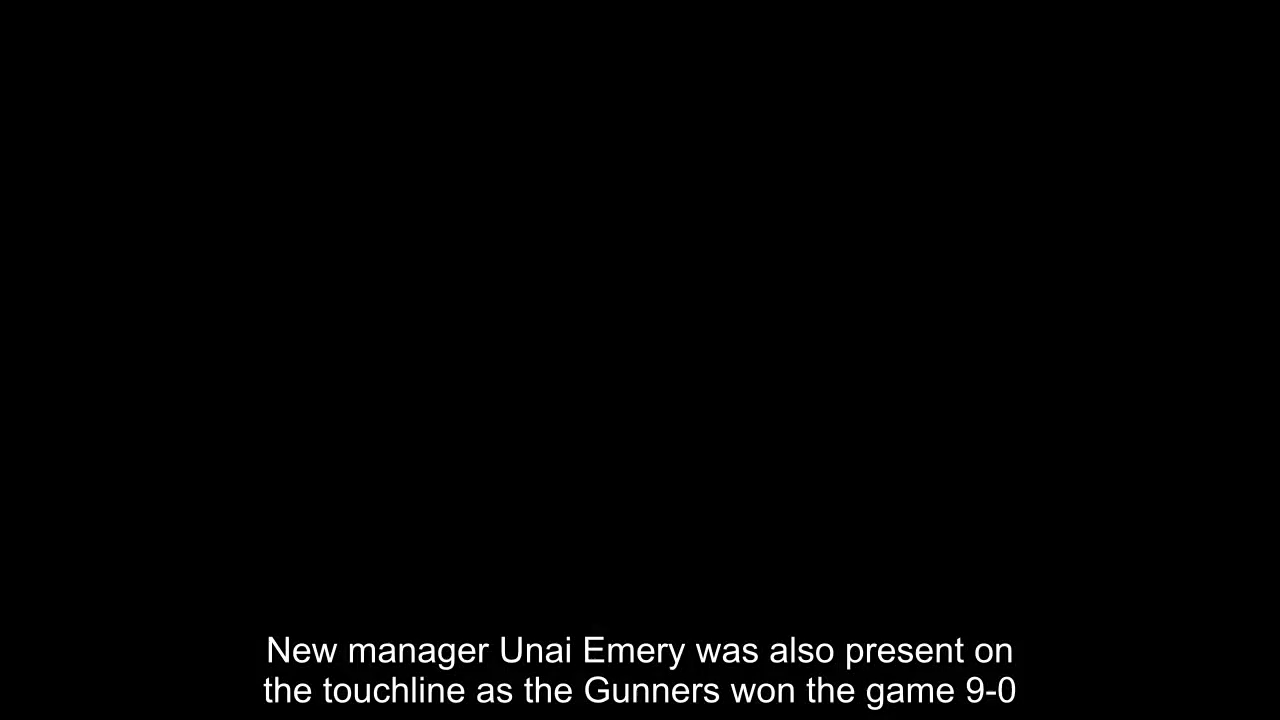 New manager Unai Emery was also present on
the touchline as the Gunners won the game 9-0